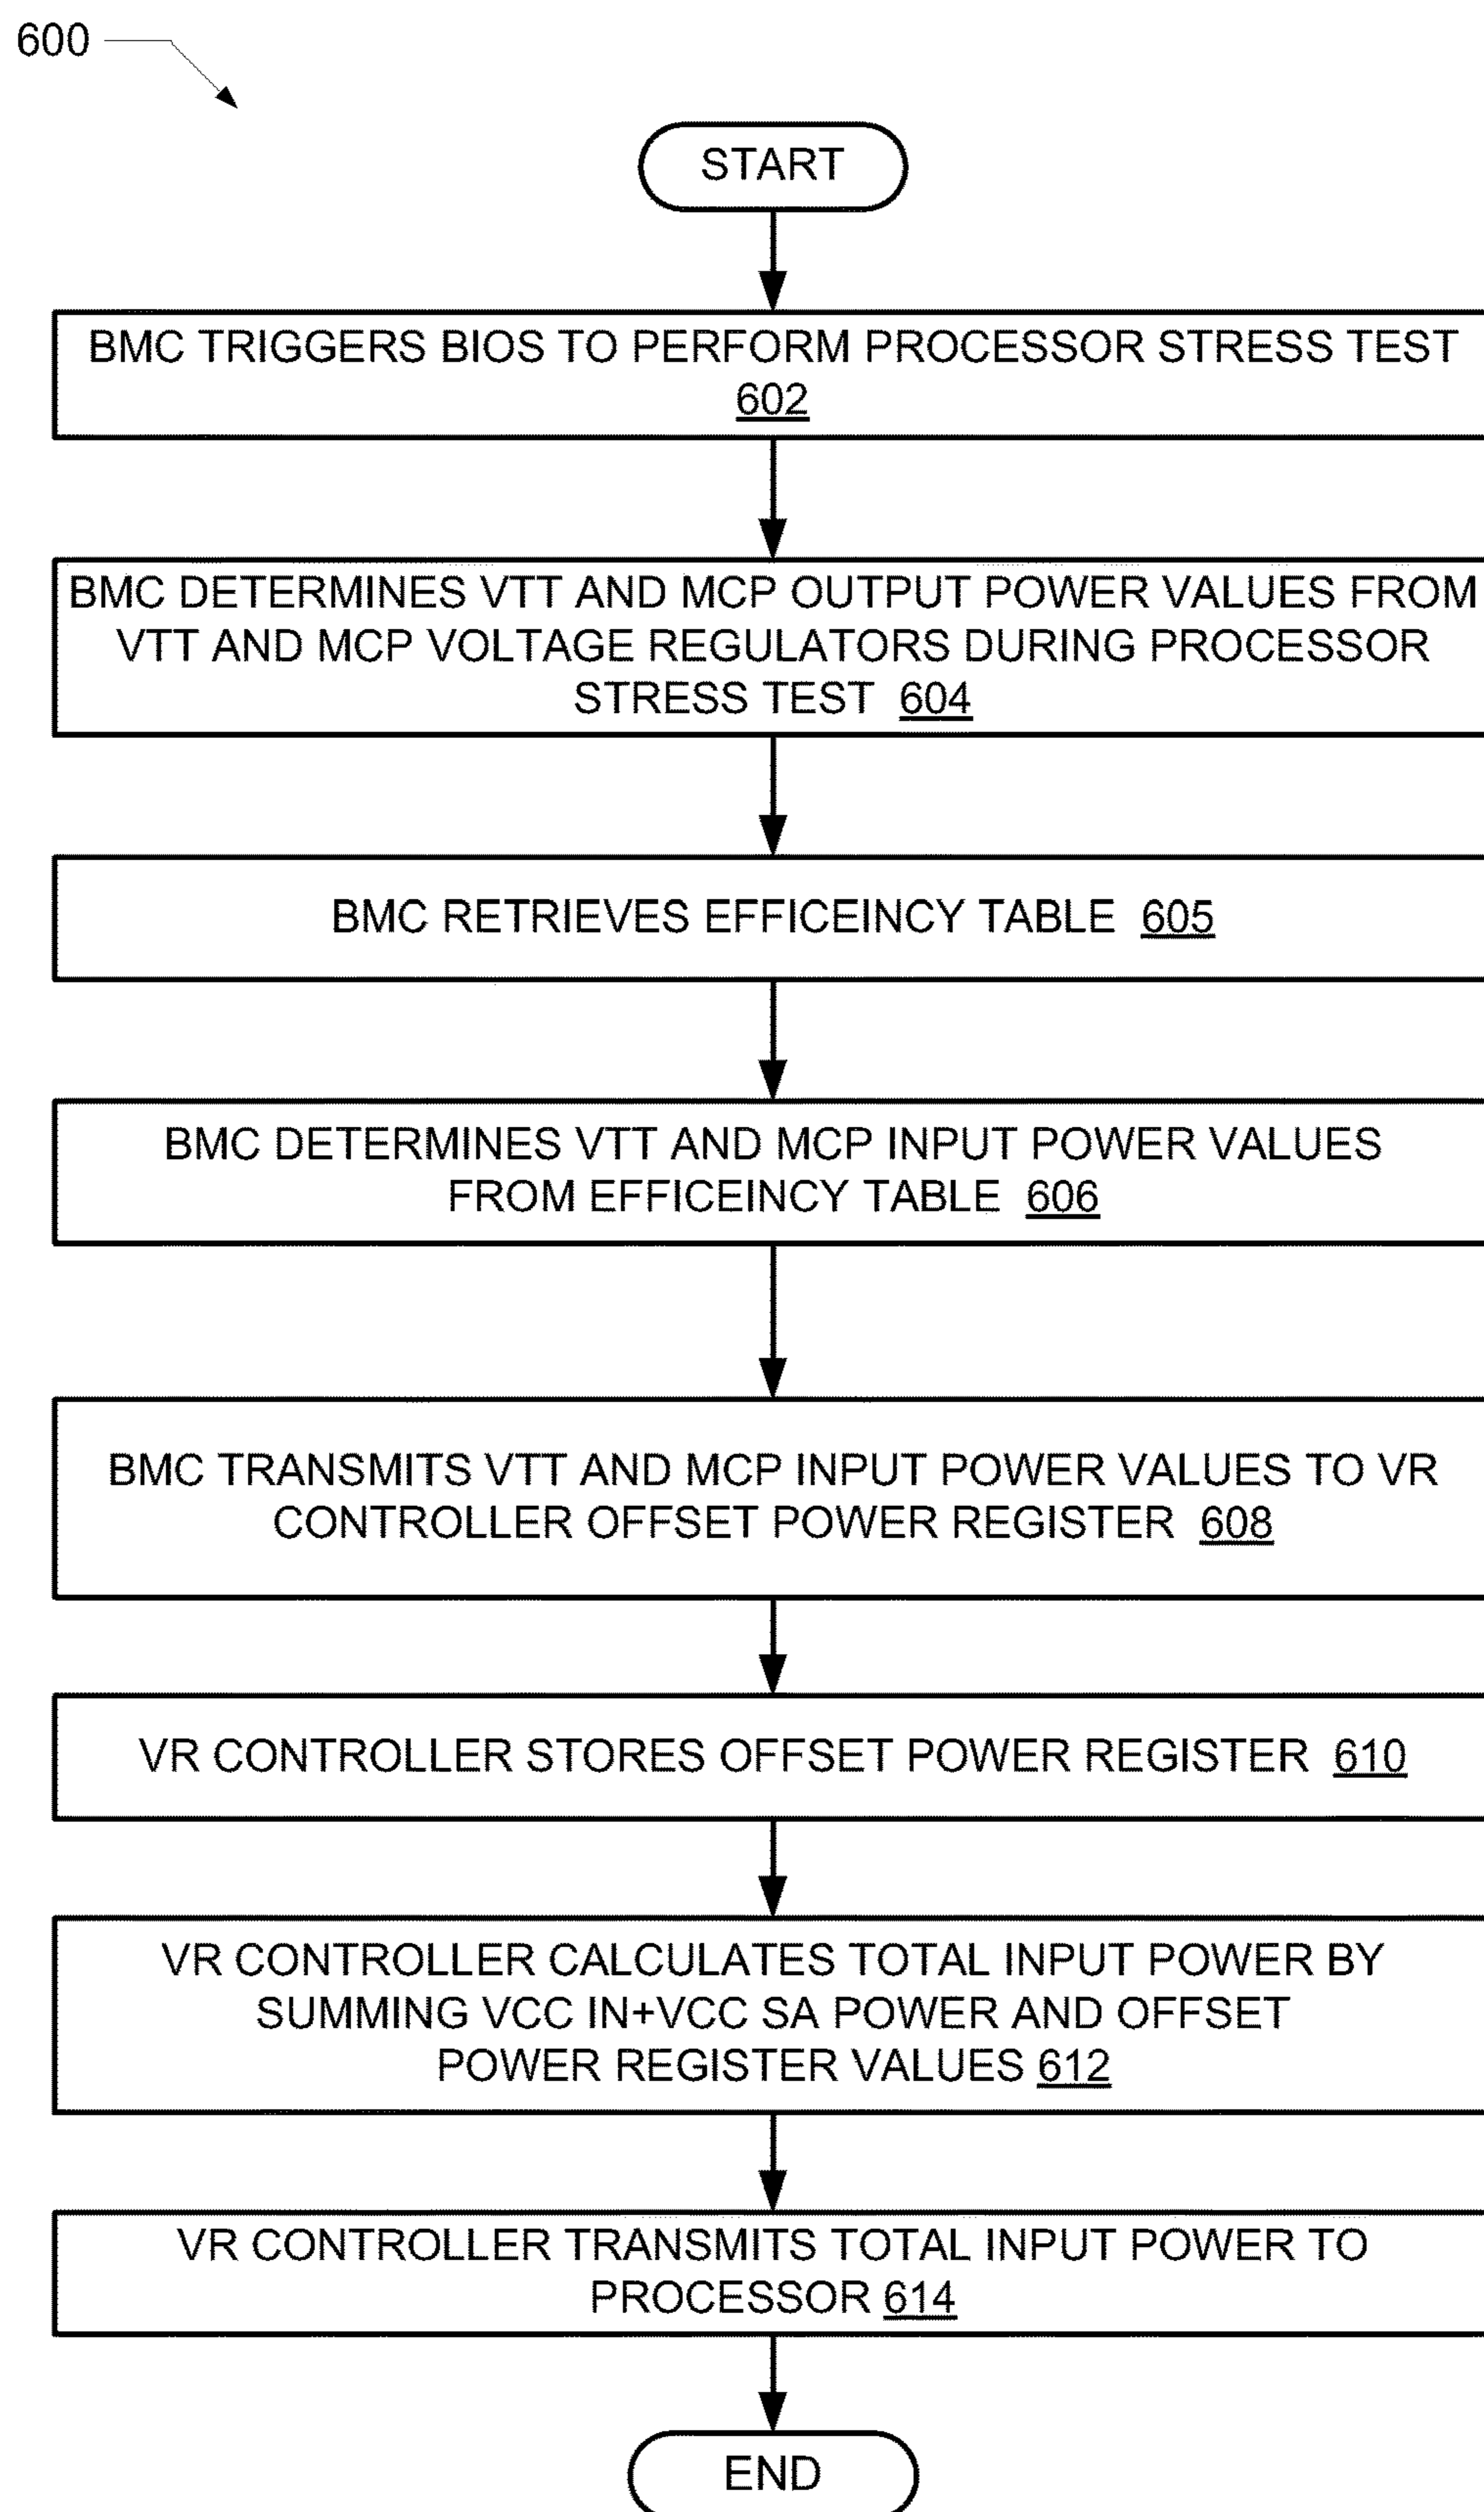 600
START
BMC TRIGGERS BIOS TO PERFORM PROCESSOR STRESS TEST
602
BMC DETERMINES VTT AND MCP OUTPUT POWER VALUES FROM
VTT AND MCP VOLTAGE REGULATORS DURING PROCESSOR
STRESS TEST 604
BMC RETRIEVES EFFICEINCY TABLE 605
BMC DETERMINES VTT AND MCP INPUT POWER VALUES
FROM EFFICEINCY TABLE 606
BMC TRANSMITS VTT AND MCP INPUT POWER VALUES TO VR
CONTROLLER OFFSET POWER REGISTER 608
VR CONTROLLER STORES OFFSET POWER REGISTER 610
VR CONTROLLER CALCULATES TOTAL INPUT POWER BY
SUMMING VCC IN+VCC SA POWER AND OFFSET
POWER REGISTER VALUES 612
VR CONTROLLER TRANSMITS TOTAL INPUT POWER TO
PROCESSOR 614
END